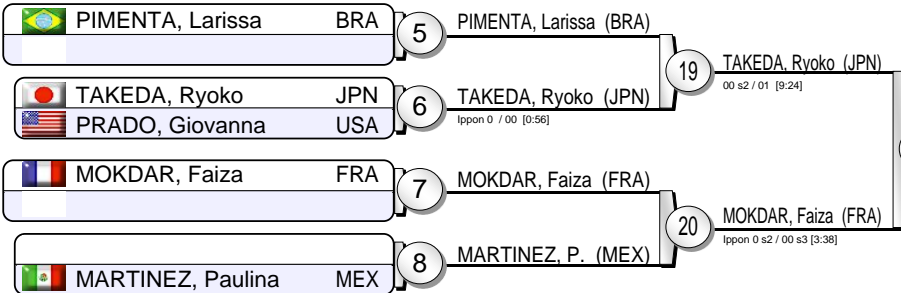 PIMENTA, Larissa BRA
5
PIMENTA, Larissa (BRA)
19
TAKEDA, Ryoko (JPN)
00 s2 / 01 [9:24]
TAKEDA, Ryoko JPN
PRADO, Giovanna USA
6
TAKEDA, Ryoko (JPN)
Ippon 0 / 00 [0:56]
MOKDAR, Faiza FRA
7
MOKDAR, Faiza (FRA)
20
MOKDAR, Faiza (FRA)
Ippon 0 s2 / 00 s3 [3:38]
MARTINEZ, Paulina MEX
8
MARTINEZ, P. (MEX)